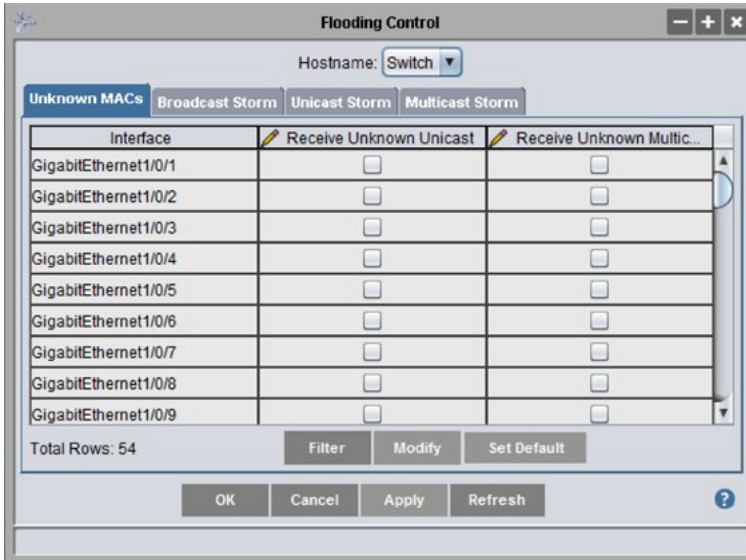 Flooding Control
Hostname: Switch
Unknown MACs Broadcast Storm Unicast Storm Multicast Storm
Interface Receive Unknown Unicast Receive Unknown Multic...
GigabitEthernet1/0/1
GigabitEthernet1/0/2
GigabitEthernet1/0/3
GigabitEthernet1/0/4
GigabitEthernet1/0/5
GigabitEthernet1/0/6
GigabitEthernet1/0/7
GigabitEthernet1/0/8
GigabitEthernet1/0/9
Total Rows: 54 Filter Modify Set Default
OK Cancel Apply Refresh ?